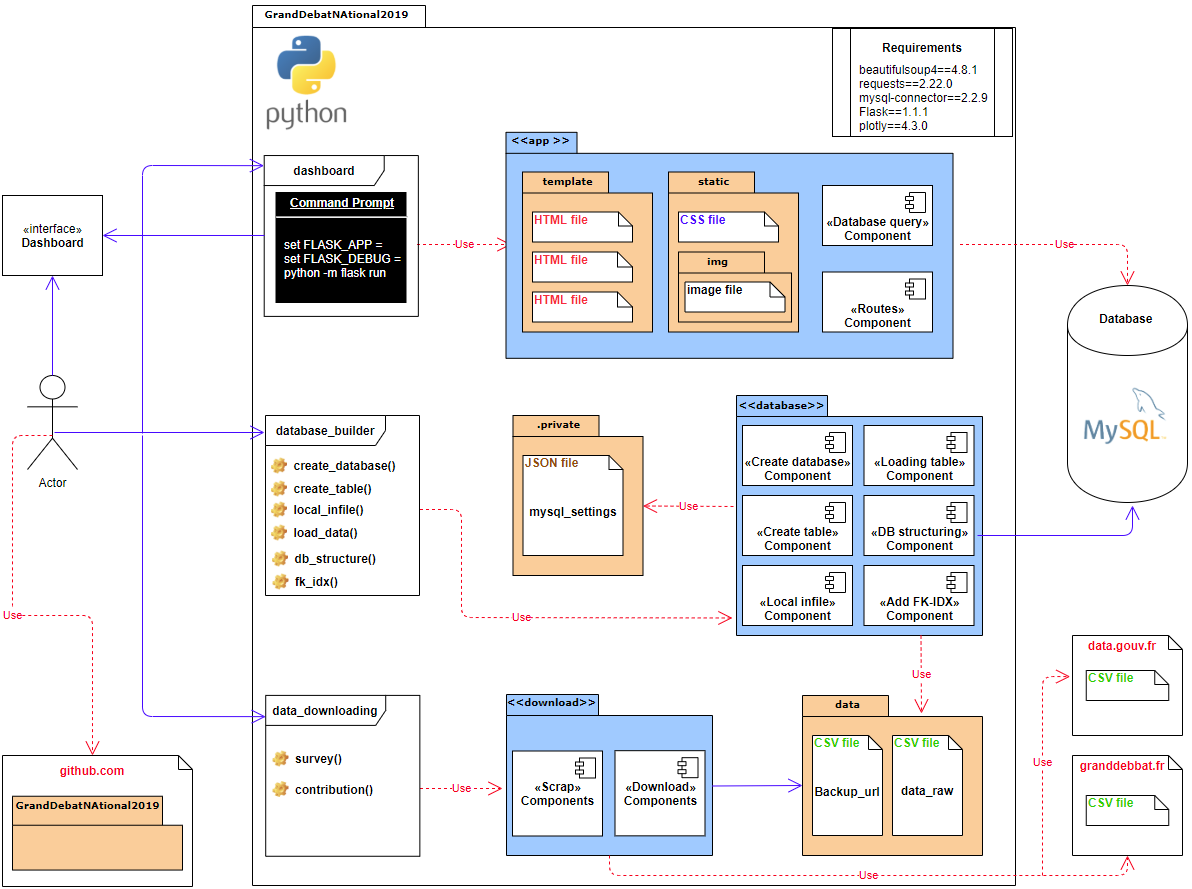 GrandDebatNAtional2019
python
Requirements
beautifulsoup4==4.8.1
requests==2.22.0
mysql-connector==2.2.9
Flask==1.1.1
plotly==4.3.0
«interface»
Dashboard
Actor
dashboard
Command Prompt
set FLASK_APP =
set FLASK_DEBUG =
python -m flask run
Use
<<app >>
template
HTML file
HTML file
HTML file
static
CSS file
img
image file
«Database query»
Component
«Routes»
Component
Use
Database
MySQL
database_builder
create_database()
create_table()
local_infile()
load_data()
db_structure()
fk_idx()
.private
JSON file
mysql_settings
Use
<<database>>
«Create database»
Component
«Loading table»
Component
«Create table»
Component
«DB structuring»
Component
«Local infile»
Component
«Add FK-IDX»
Component
Use
Use
Use
github.com
GrandDebatNAtional2019
data_downloading
survey()
contribution()
Use
<<download>>
«Scrap»
Components
«Download»
Components
data
CSV file
Backup_url
CSV file
data_raw
Use
Use
data.gouv.fr
CSV file
granddebbat.fr
CSV file